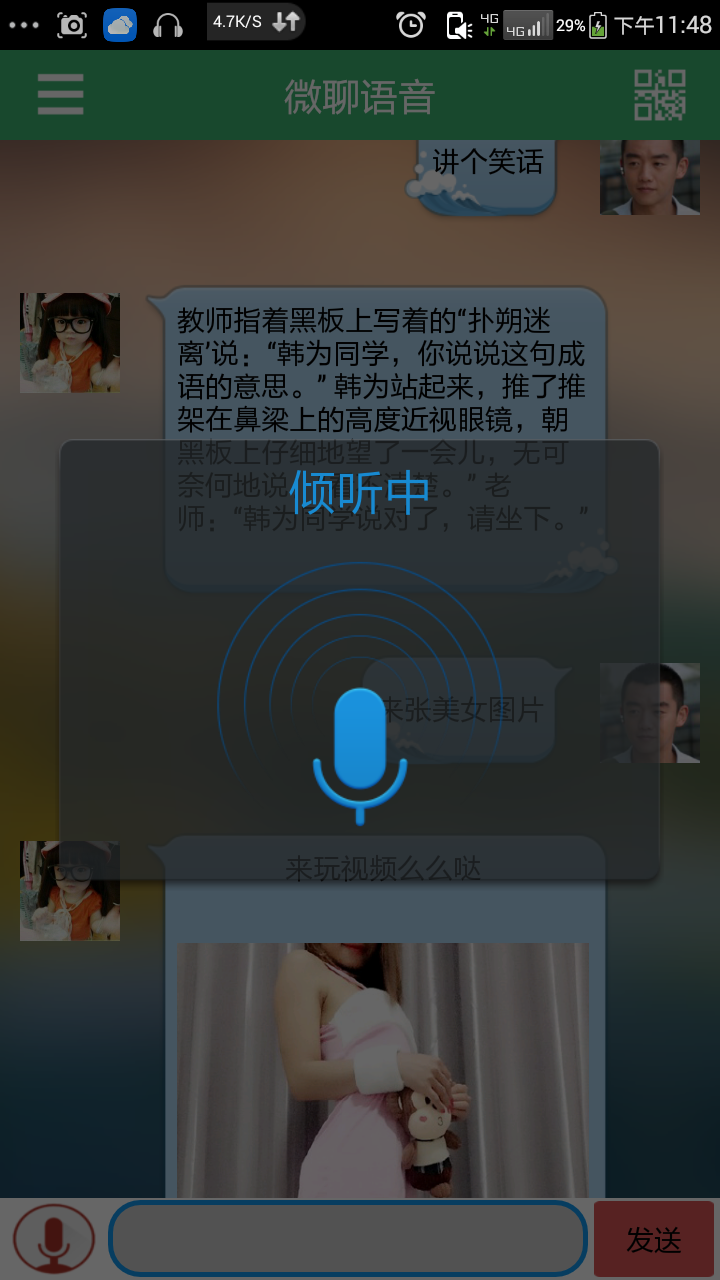 4.7K/S
4G
4G
29%
下午11:48
微聊语音
讲个笑话
教师指着黑板上写着的“扑朔迷
离’说：“韩为同学，你说说这句成
语的意思。” 韩为站起来，推了推
架在鼻梁上的高度近视眼镜，朝
黑板上仔细地望了一会儿，无可
奈何地说
楚。” 老
倾听中
师：“韩为同学说对了，请坐下。”
来张美女图片
来玩视频么么哒
发送